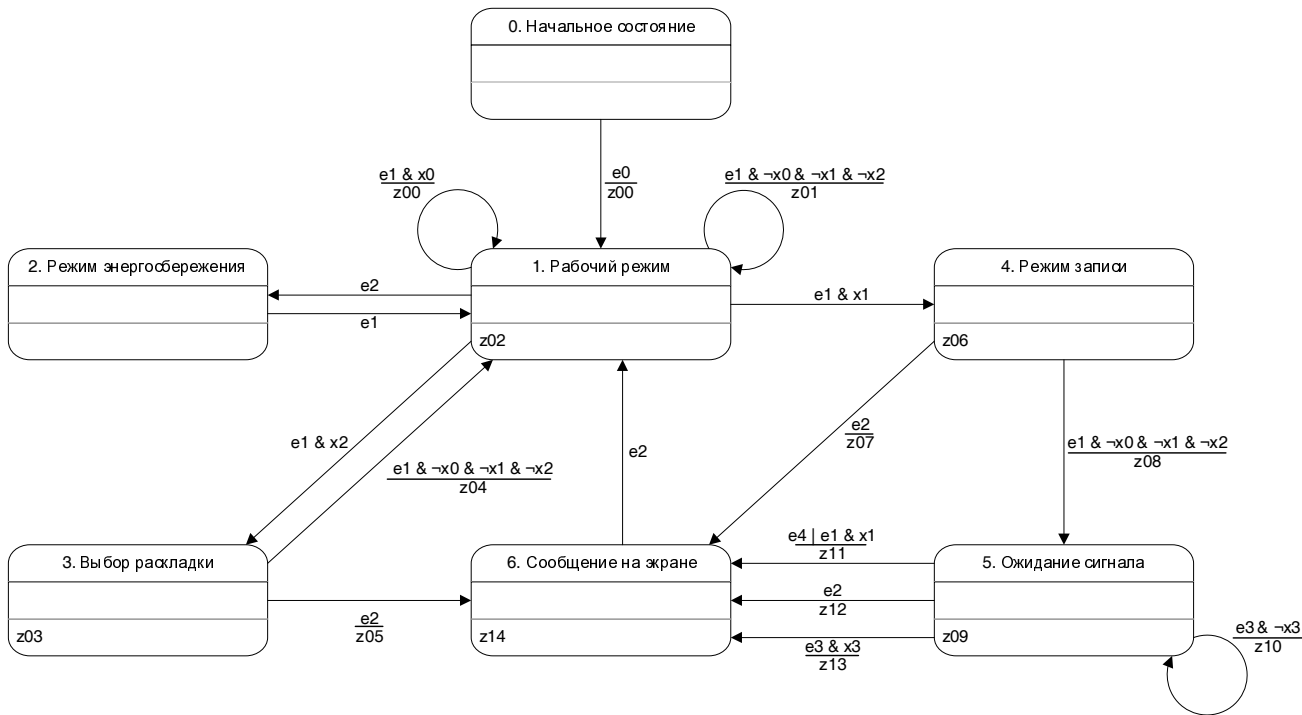 0. Начальное состояние
e0
z00
e1 & x0
z00
e1 & ¬x0 & ¬x1 & ¬x2
z01
2. Режим энергосбережения
1. Рабочий режим
z02
4. Режим записи
z06
e2
e1
e1 & x1
e1 & x2
e1 & ¬x0 & ¬x1 & ¬x2
z04
e2
e2
z07
e1 & ¬x0 & ¬x1 & ¬x2
z08
3. Выбор раскладки
z03
e2
z05
6. Сообщение на экране
z14
e4 | e1 & x1
z11
e2
z12
e3 & x3
z13
5. Ожидание сигнала
z09
e3 & ¬x3
z10